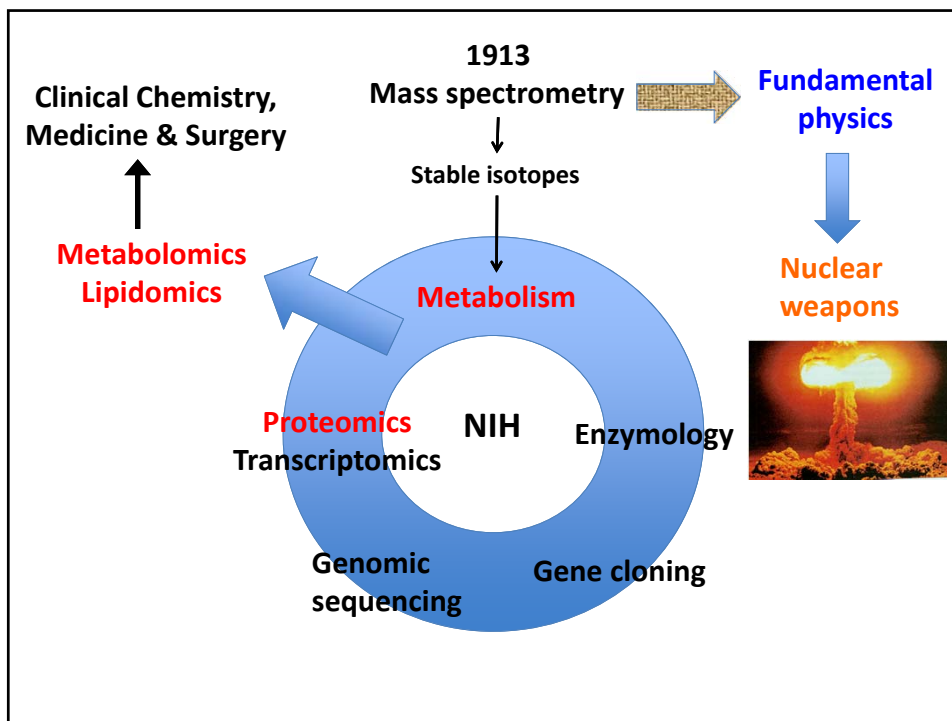 1913
Mass spectrometry
Clinical Chemistry,
Medicine & Surgery
Fundamental
physics
Stable isotopes
Metabolomics
Lipidomics
Metabolism
Nuclear
weapons
Proteomics
Transcriptomics
NIH
Enzymology
Genomic
sequencing
Gene cloning